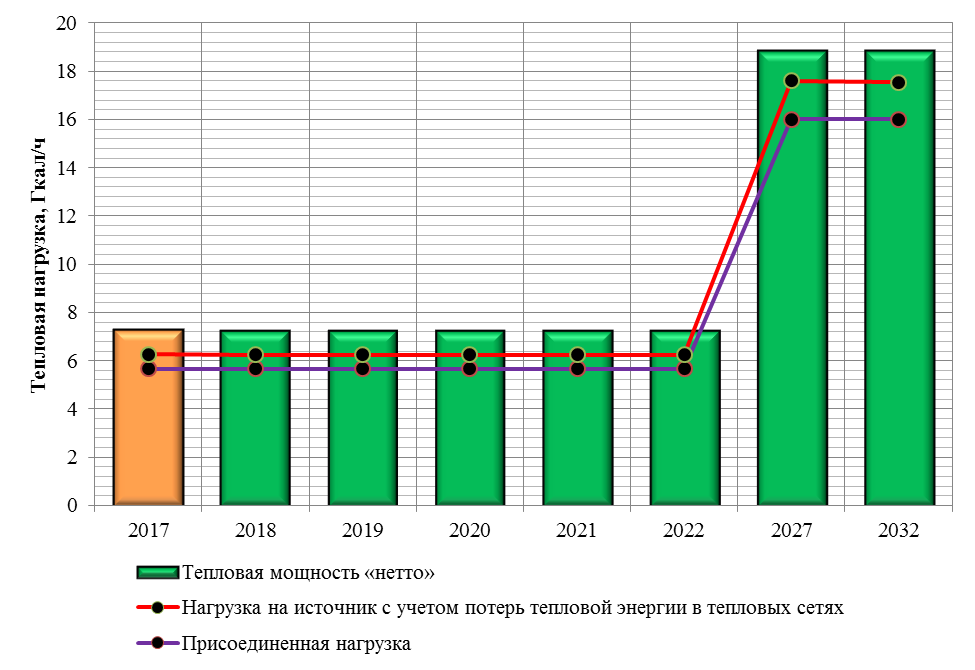 20
18
16
14
12
10
8
6
4
2
0
Тепловая нагрузка, Гкал/ч
2017 2018 2019 2020 2021 2022 2027 2032
Тепловая мощность «нетто»
Нагрузка на источник с учетом потерь тепловой энергии в тепловых сетях
Присоединенная нагрузка